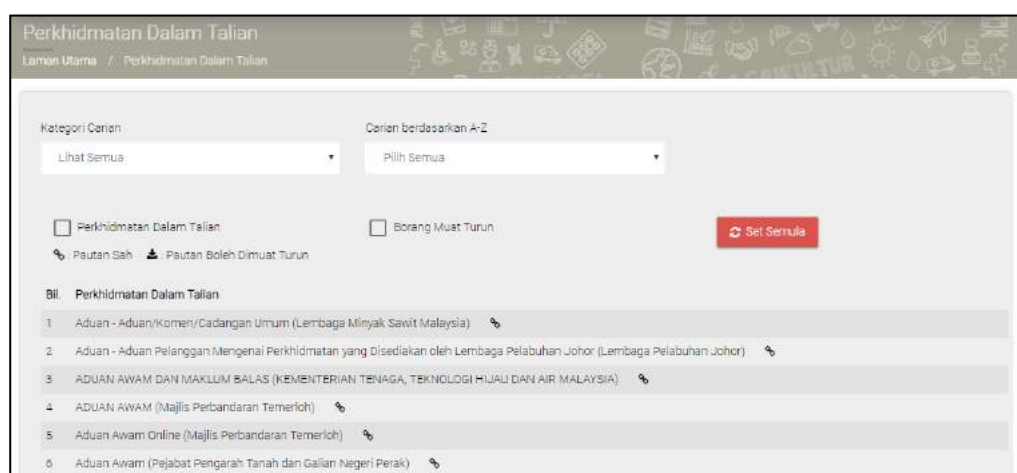 Perkhidmatan Dalam Talian
Laman Utama / Perkhidmatan Dalam Talian
Kategori Carian
Carian berdasarkan A-Z
Lihat Semua
Pilih Semua
Perkhidmatan Dalam Talian
Borang Muat Turun
Set Semula
: Pautan Sah : Pautan Boleh Dimuat Turun
Bil. Perkhidmatan Dalam Talian
1 Aduan - Aduan/Komen/Cadangan Umum (Lembaga Minyak Sawit Malaysia)
2 Aduan - Aduan Pelanggan Mengenai Perkhidmatan yang Disediakan oleh Lembaga Pelabuhan Johor (Lembaga Pelabuhan Johor)
3 ADUAN AWAM DAN MAKLUM BALAS (KEMENTERIAN TENAGA, TEKNOLOGI HIJAU DAN AIR MALAYSIA)
4 ADUAN AWAM (Majlis Perbandaran Temerloh)
5 Aduan Awam Online (Majlis Perbandaran Temerloh)
6 Aduan Awam (Pejabat Pengarah Tanah dan Galian Negeri Perak)